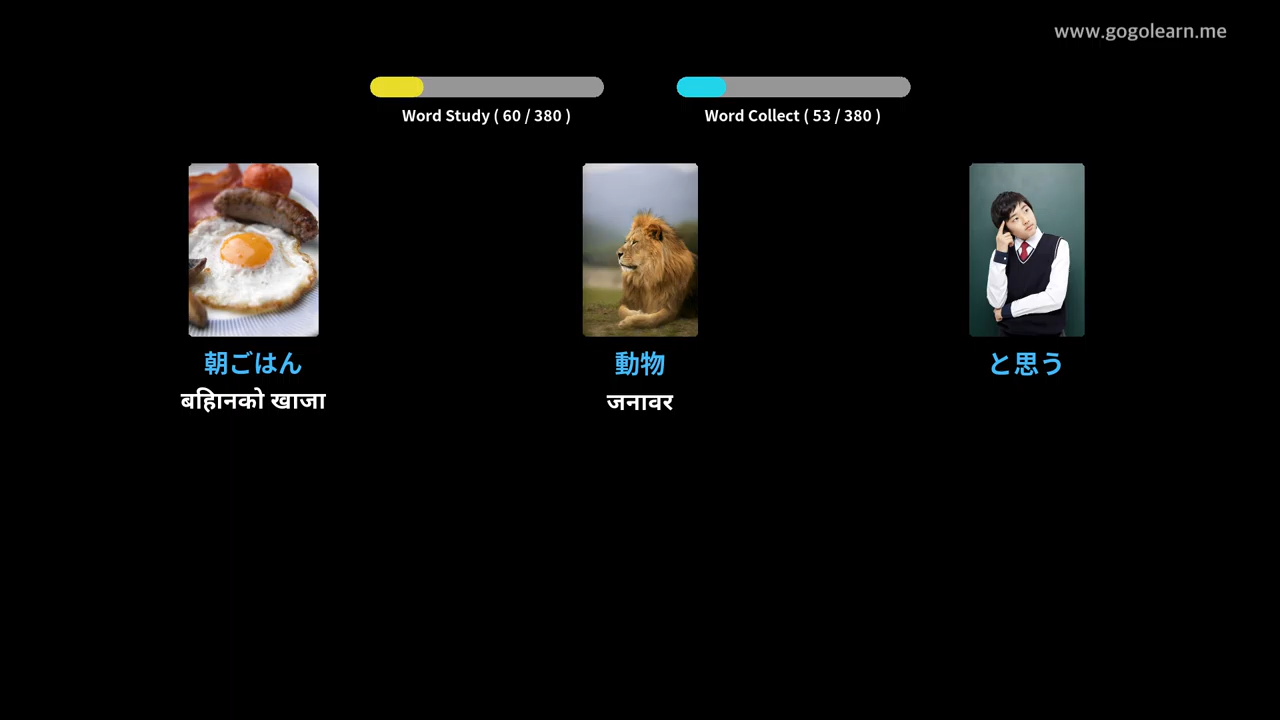 www.gogolearn.me
Word Study ( 60 / 380 )
Word Collect ( 53 / 380 )
朝ごはん
動物
と思う
बहिानको खाजा
जनावर